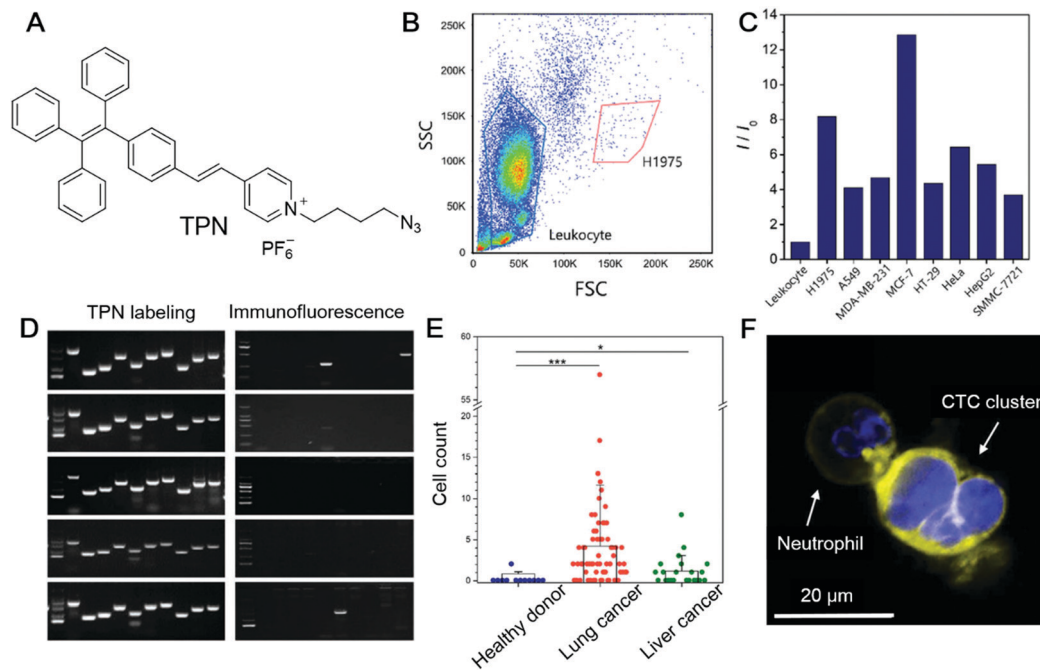 A
TPN
N
+
N3
PF6−
B
SSC
250K
200K
150K
100K
50K
0
0
50K
100K
150K
200K
250K
FSC
H1975
Leukocyte
C
I / I0
14
12
10
8
6
4
2
0
Leukocyte
H1975
A549
MDA-MB-231
MCF-7
HT-29
HeLa
HepG2
SMMC-7721
D
TPN labeling
Immunofluorescence
E
Cell count
60
55
20
15
10
5
0
***
*
Healthy donor
Lung cancer
Liver cancer
F
CTC cluster
Neutrophil
20 μm